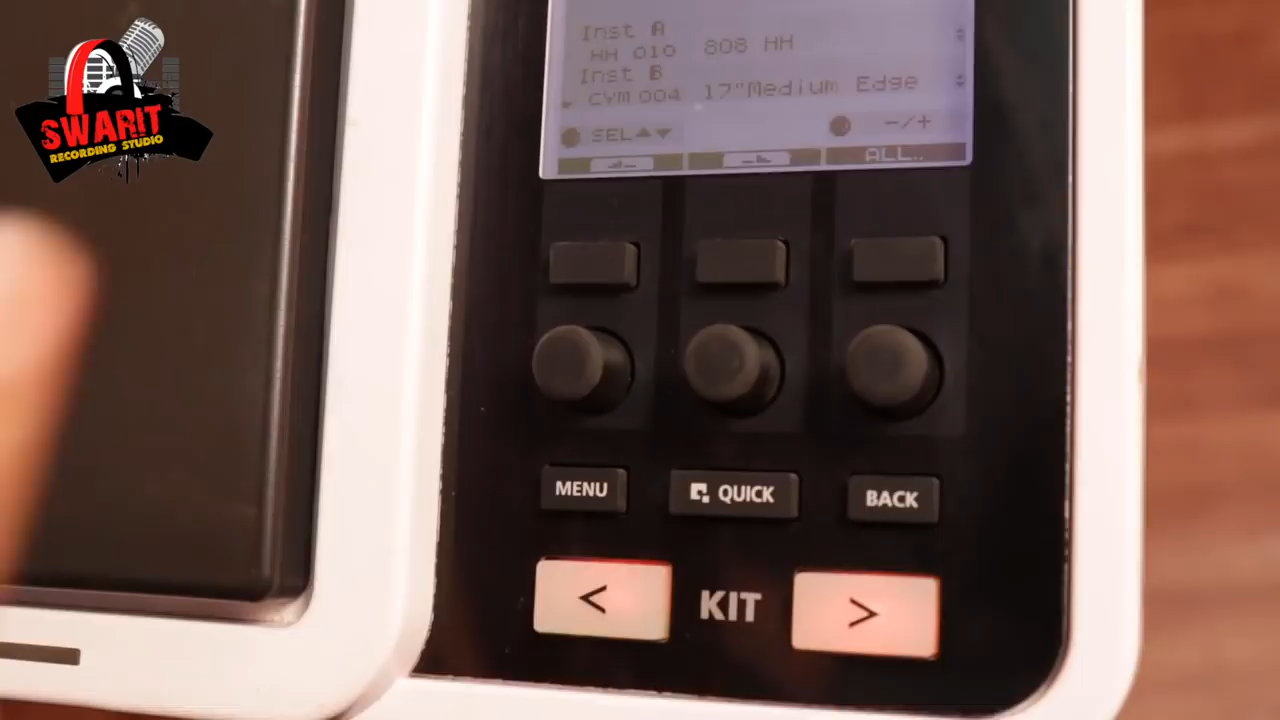 SWARIT
RECORDING STUDIO
Inst A
HH 010 808 HH
Inst B
CYM 004 17"Medium Edge
SEL▲▼ -/+
ALL..
MENU
QUICK
BACK
<
KIT
>